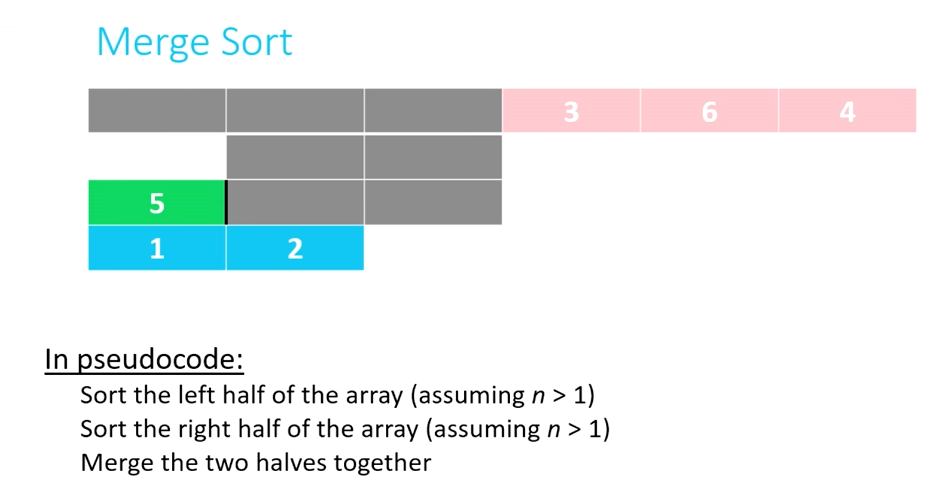 Merge Sort
3 6 4
5
1 2
In pseudocode:
Sort the left half of the array (assuming n > 1)
Sort the right half of the array (assuming n > 1)
Merge the two halves together